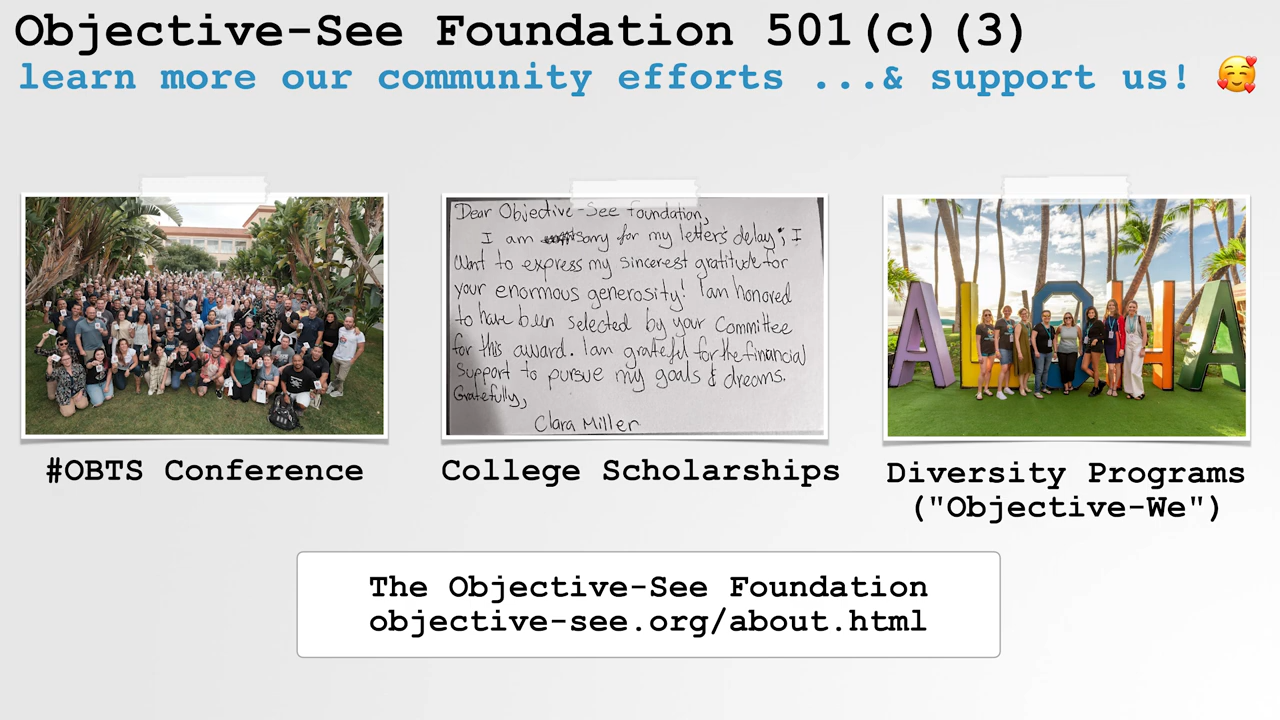 Objective-See Foundation 501(c)(3)
learn more our community efforts ...& support us! 🥰
Dear Objective-See Foundation,
I am sorry for my letter's delay; I
want to express my sincerest gratitude for
your enormous generosity! I am honored
to have been selected by your Committee
for this award. I am grateful for the financial
support to pursue my goals & dreams.
Gratefully,
Clara Miller
ALOHA
#OBTS Conference
College Scholarships
Diversity Programs
("Objective-We")
The Objective-See Foundation
objective-see.org/about.html